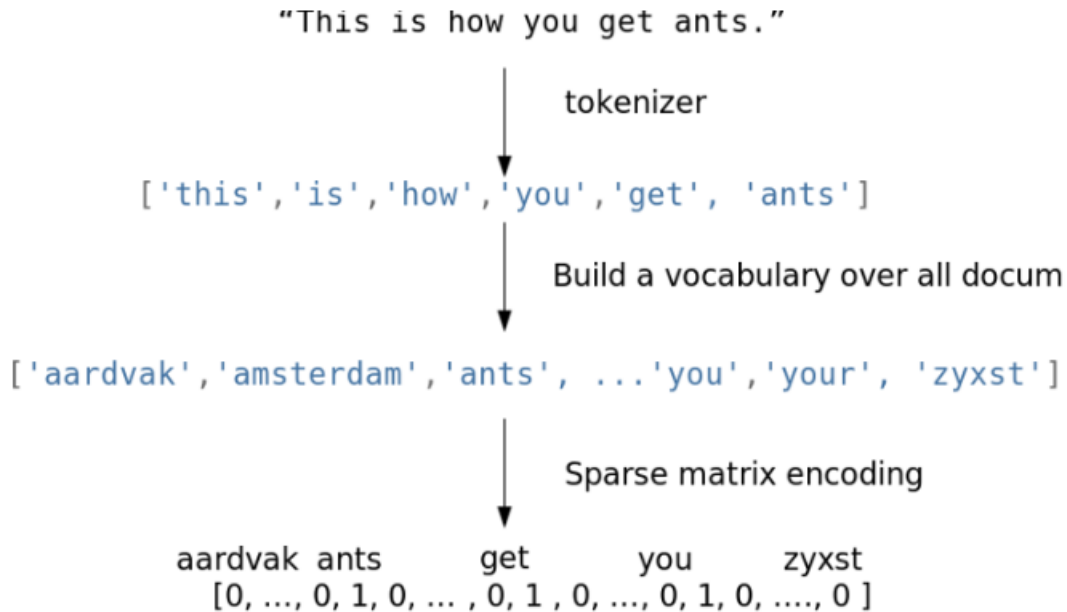 “This is how you get ants.”
tokenizer
['this','is','how','you','get', 'ants']
Build a vocabulary over all docum
['aardvak','amsterdam','ants', ...'you','your', 'zyxst']
Sparse matrix encoding
aardvak ants get you zyxst
[0, ..., 0, 1, 0, ... , 0, 1 , 0, ..., 0, 1, 0, ...., 0 ]